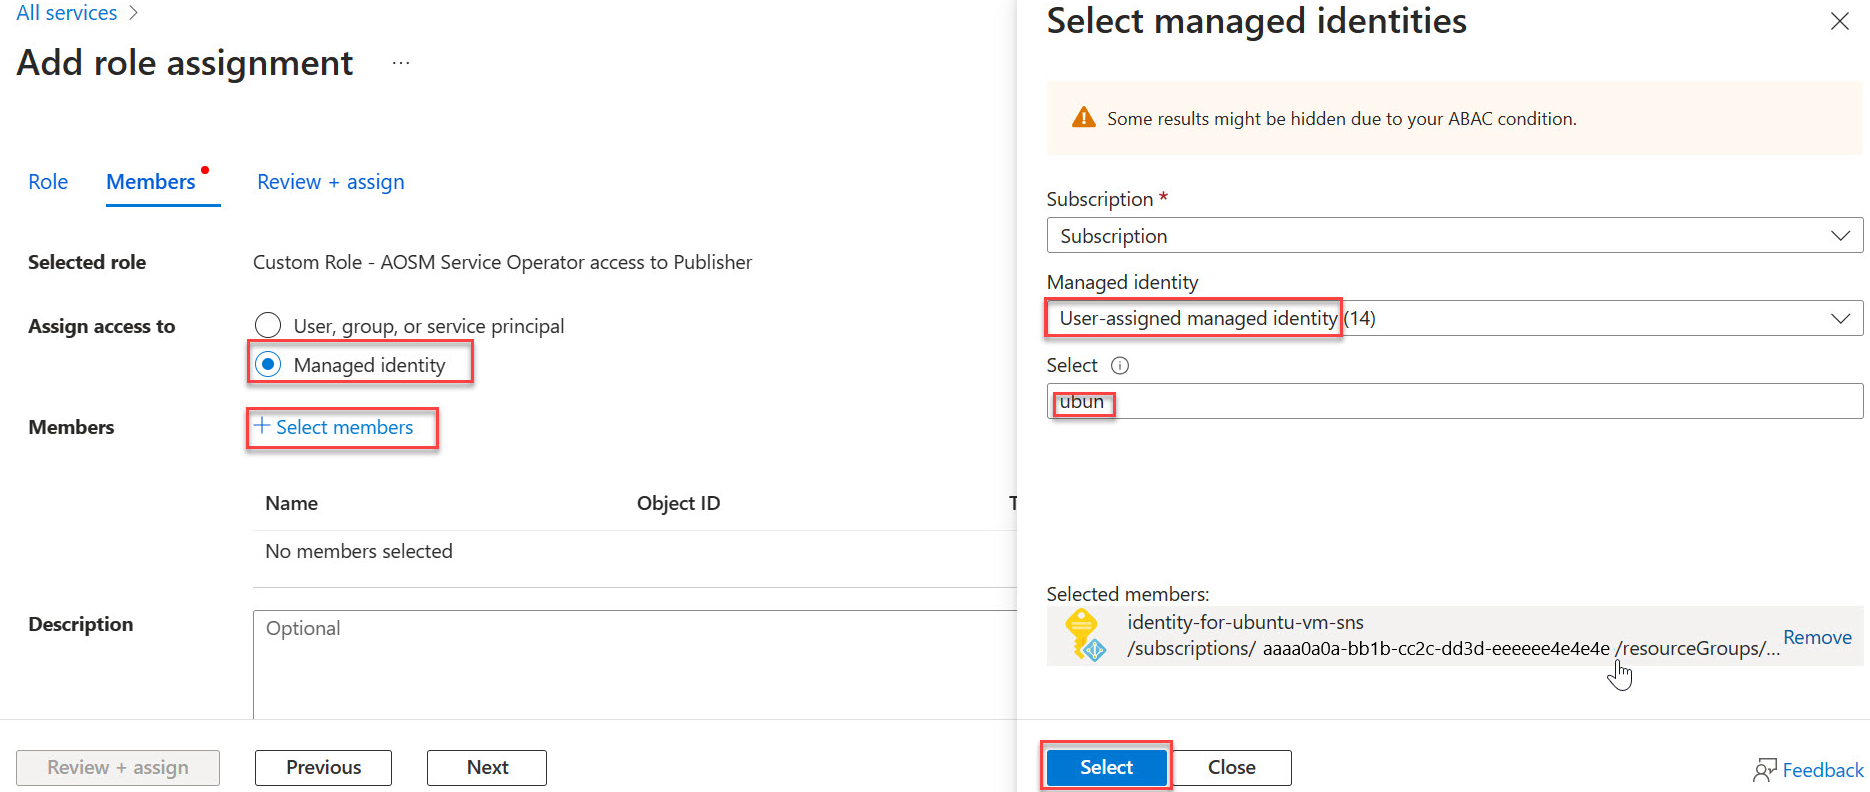 All services >
Add role assignment ...
Role
Members
Review + assign
Selected role
Custom Role - AOSM Service Operator access to Publisher
Assign access to
User, group, or service principal
Managed identity
Members
+ Select members
Name
Object ID
T
No members selected
Description
Optional
Review + assign
Previous
Next
Select managed identities
Some results might be hidden due to your ABAC condition.
Subscription *
Subscription
Managed identity
User-assigned managed identity (14)
Select
ubun
Selected members:
identity-for-ubuntu-vm-sns
/subscriptions/ aaaa0a0a-bb1b-cc2c-dd3d-eeeeee4e4e4e /resourceGroups/...
Remove
Select
Close
Feedback